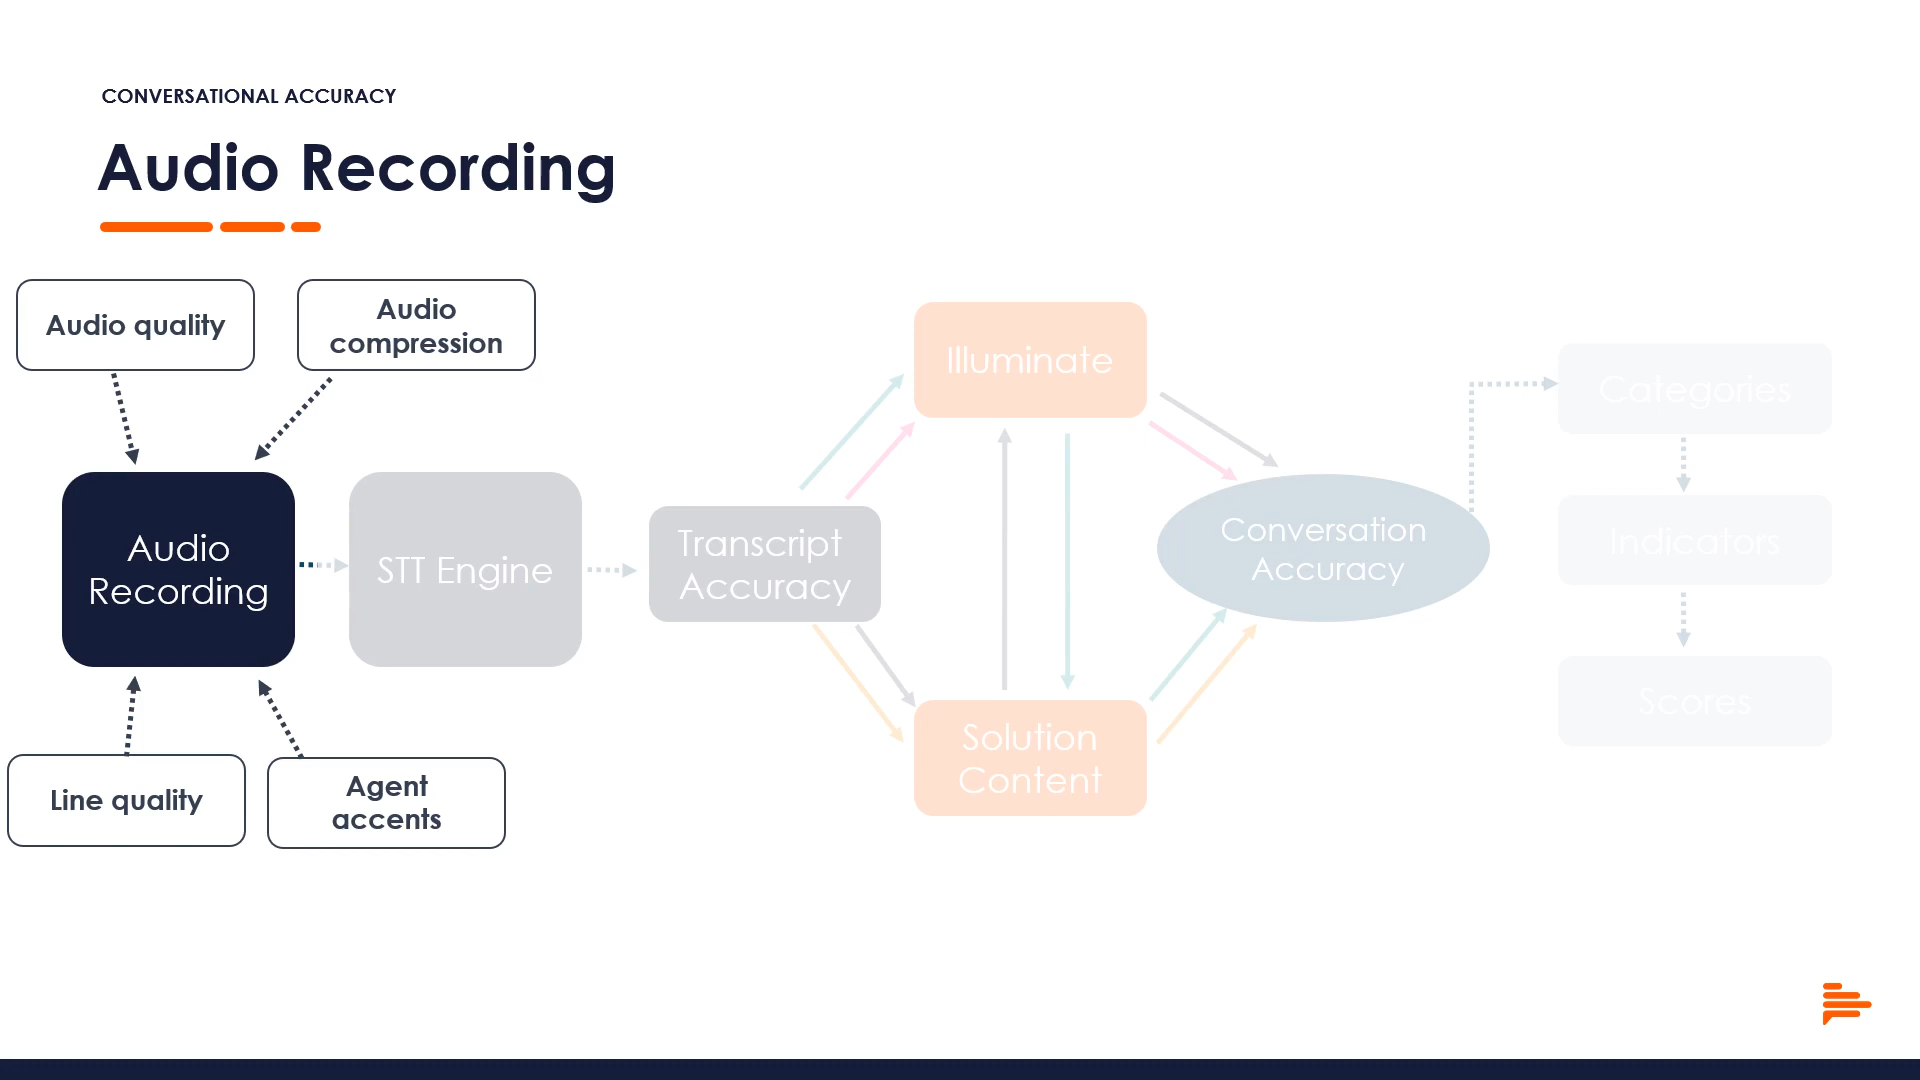 CONVERSATIONAL ACCURACY
Audio Recording
Audio quality
Audio
compression
Audio
Recording
Line quality
Agent
accents
STT Engine
Transcript
Accuracy
Illuminate
Solution
Content
Conversation
Accuracy
Categories
Indicators
Scores